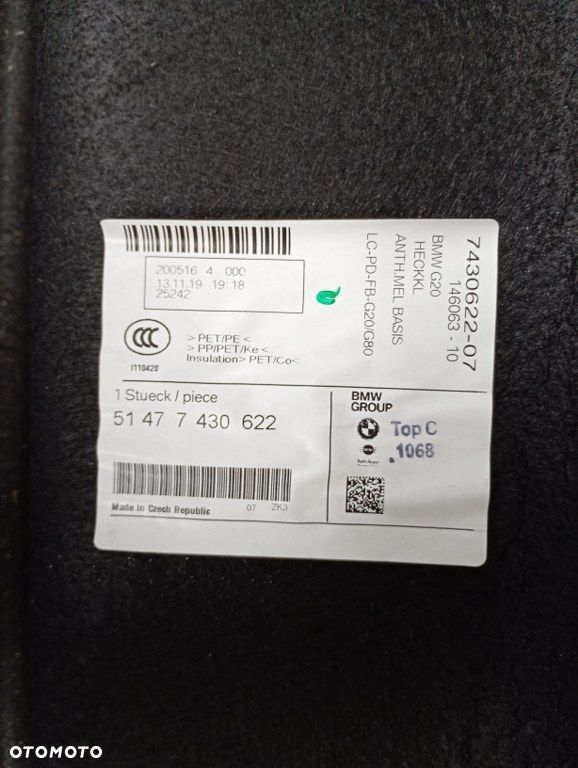 7430622-07
146063 - 10
BMW G20
HECKKL
ANTH.MEL BASIS
LC-PD-FB-G20/G80
200516 4 000
13.11.19 19:18
25242
CCC
I110420
> PET/PE <
> PP/PET/Ke <
Insulation> PET/Co<
1 Stueck / piece
51 47 7 430 622
Made in Czech Republic
07 ZK3
BMW
GROUP
Top C
.1068
OTOMOTO